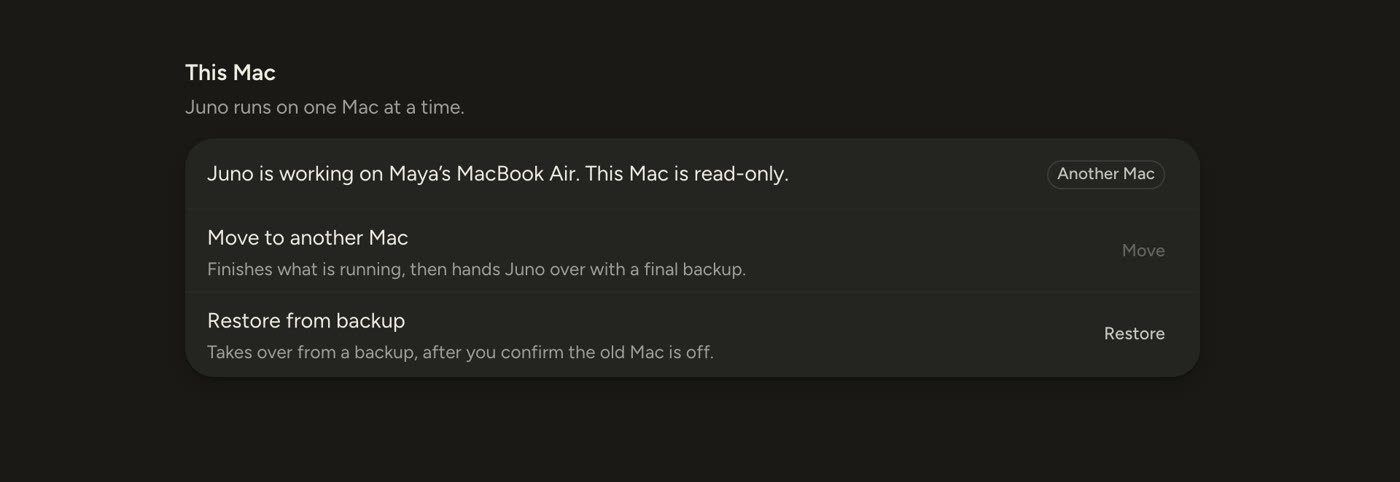 This Mac
Juno runs on one Mac at a time.
Juno is working on Maya’s MacBook Air. This Mac is read-only.
Another Mac
Move to another Mac
Finishes what is running, then hands Juno over with a final backup.
Move
Restore from backup
Takes over from a backup, after you confirm the old Mac is off.
Restore